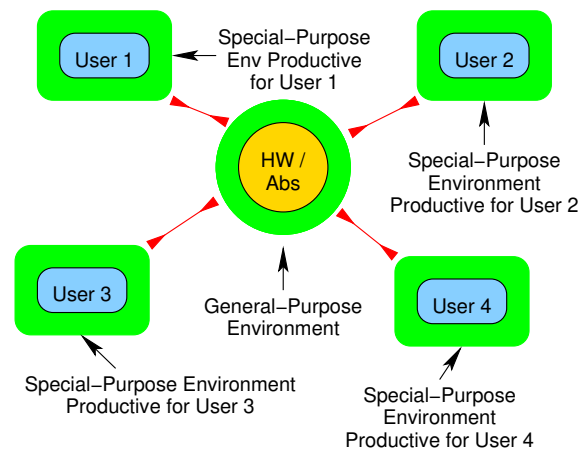 User 1
Special−Purpose
Env Productive
for User 1
User 2
HW /
Abs
Special−Purpose
Environment
Productive for User 2
User 3
General−Purpose
Environment
User 4
Special−Purpose Environment
Productive for User 3
Special−Purpose
Environment
Productive for User 4